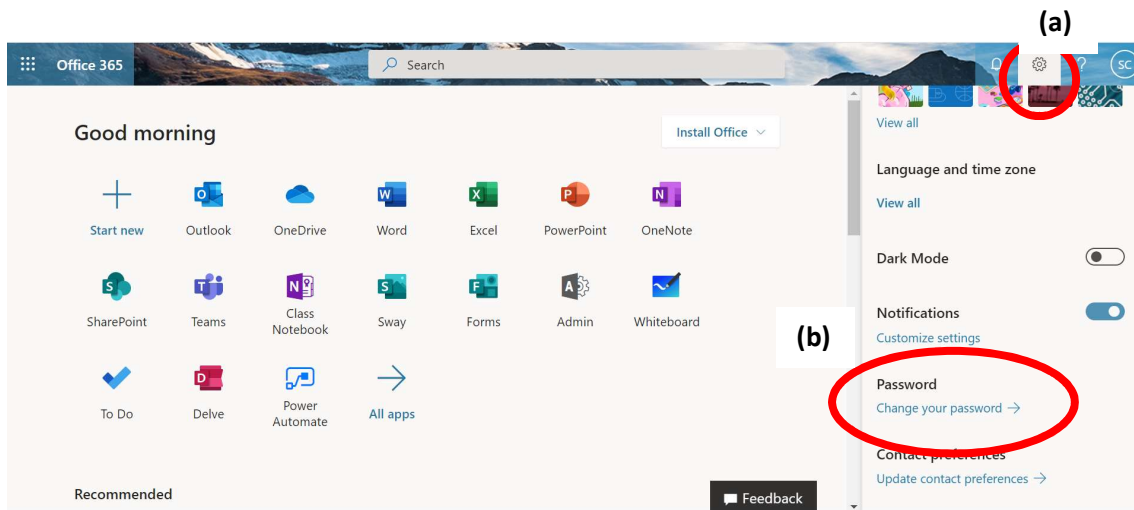 (a)
Office 365
Search
?
SC
Good morning
Install Office
Start new
Outlook
OneDrive
Word
Excel
PowerPoint
OneNote
SharePoint
Teams
Class
Notebook
Sway
Forms
Admin
Whiteboard
To Do
Delve
Power
Automate
All apps
Recommended
Feedback
View all
Language and time zone
View all
Dark Mode
Notifications
Customize settings
(b)
Password
Change your password →
Contact preferences
Update contact preferences →